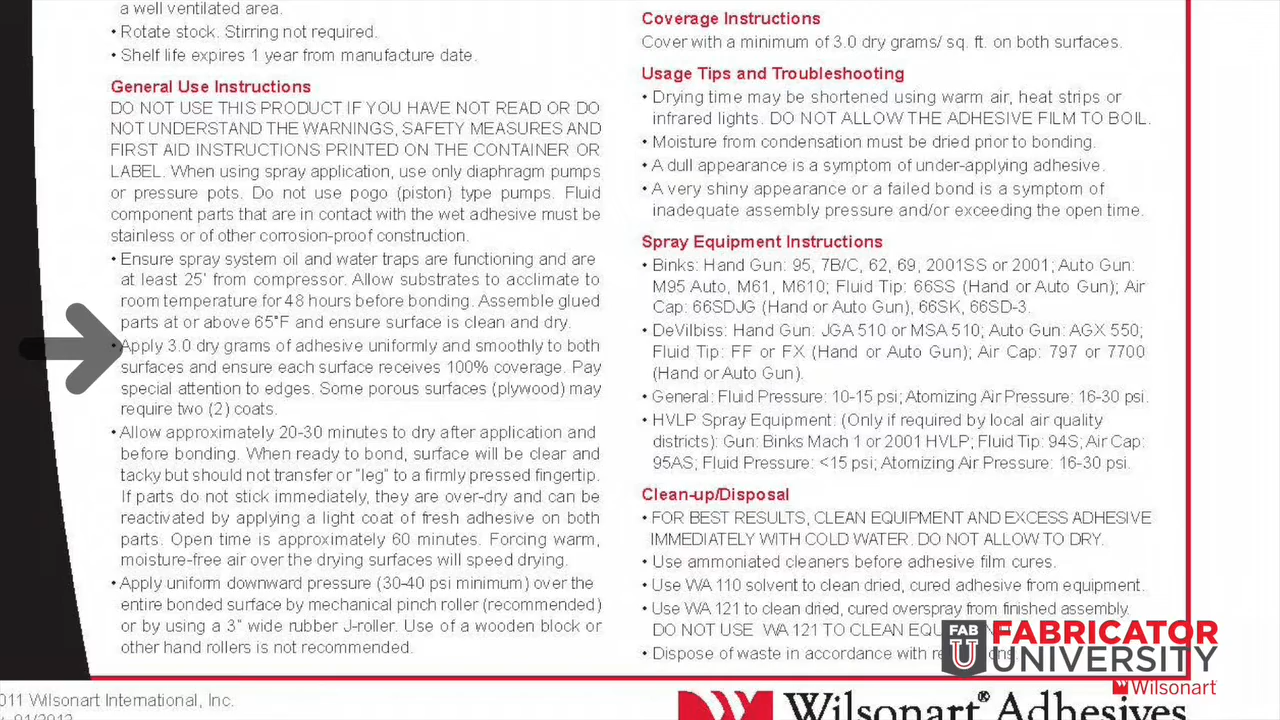 a well ventilated area.
• Rotate stock. Stirring not required.
• Shelf life expires 1 year from manufacture date.
General Use Instructions
DO NOT USE THIS PRODUCT IF YOU HAVE NOT READ OR DO
NOT UNDERSTAND THE WARNINGS, SAFETY MEASURES AND
FIRST AID INSTRUCTIONS PRINTED ON THE CONTAINER OR
LABEL. When using spray application, use only diaphragm pumps
or pressure pots. Do not use pogo (piston) type pumps. Fluid
component parts that are in contact with the wet adhesive must be
stainless or of other corrosion-proof construction.
• Ensure spray system oil and water traps are functioning and are
at least 25' from compressor. Allow substrates to acclimate to
room temperature for 48 hours before bonding. Assemble glued
parts at or above 65°F and ensure surface is clean and dry.
• Apply 3.0 dry grams of adhesive uniformly and smoothly to both
surfaces and ensure each surface receives 100% coverage. Pay
special attention to edges. Some porous surfaces (plywood) may
require two (2) coats.
• Allow approximately 20-30 minutes to dry after application and
before bonding. When ready to bond, surface will be clear and
tacky but should not transfer or "leg" to a firmly pressed fingertip.
If parts do not stick immediately, they are over-dry and can be
reactivated by applying a light coat of fresh adhesive on both
parts. Open time is approximately 60 minutes. Forcing warm,
moisture-free air over the drying surfaces will speed drying.
• Apply uniform downward pressure (30-40 psi minimum) over the
entire bonded surface by mechanical pinch roller (recommended)
or by using a 3" wide rubber J-roller. Use of a wooden block or
other hand rollers is not recommended.
Coverage Instructions
Cover with a minimum of 3.0 dry grams/ sq. ft. on both surfaces.
Usage Tips and Troubleshooting
• Drying time may be shortened using warm air, heat strips or
infrared lights. DO NOT ALLOW THE ADHESIVE FILM TO BOIL.
• Moisture from condensation must be dried prior to bonding.
• A dull appearance is a symptom of under-applying adhesive.
• A very shiny appearance or a failed bond is a symptom of
inadequate assembly pressure and/or exceeding the open time.
Spray Equipment Instructions
• Binks: Hand Gun: 95, 7B/C, 62, 69, 2001SS or 2001; Auto Gun:
M95 Auto, M61, M610; Fluid Tip: 66SS (Hand or Auto Gun); Air
Cap: 66SDJG (Hand or Auto Gun), 66SK, 66SD-3.
• DeVilbiss: Hand Gun: JGA 510 or MSA 510; Auto Gun: AGX 550;
Fluid Tip: FF or FX (Hand or Auto Gun); Air Cap: 797 or 7700
(Hand or Auto Gun).
• General: Fluid Pressure: 10-15 psi; Atomizing Air Pressure: 16-30 psi.
• HVLP Spray Equipment: (Only if required by local air quality
districts): Gun: Binks Mach 1 or 2001 HVLP; Fluid Tip: 94S; Air Cap:
95AS; Fluid Pressure: <15 psi; Atomizing Air Pressure: 16-30 psi.
Clean-up/Disposal
• FOR BEST RESULTS, CLEAN EQUIPMENT AND EXCESS ADHESIVE
IMMEDIATELY WITH COLD WATER. DO NOT ALLOW TO DRY.
• Use ammoniated cleaners before adhesive film cures.
• Use WA 110 solvent to clean dried, cured adhesive from equipment.
• Use WA 121 to clean dried, cured overspray from finished assembly.
DO NOT USE WA 121 TO CLEAN
• Dispose of waste in accordance with
FAB U FABRICATOR
UNIVERSITY
Wilsonart
011 Wilsonart International, Inc.
Wilsonart® Adhesives